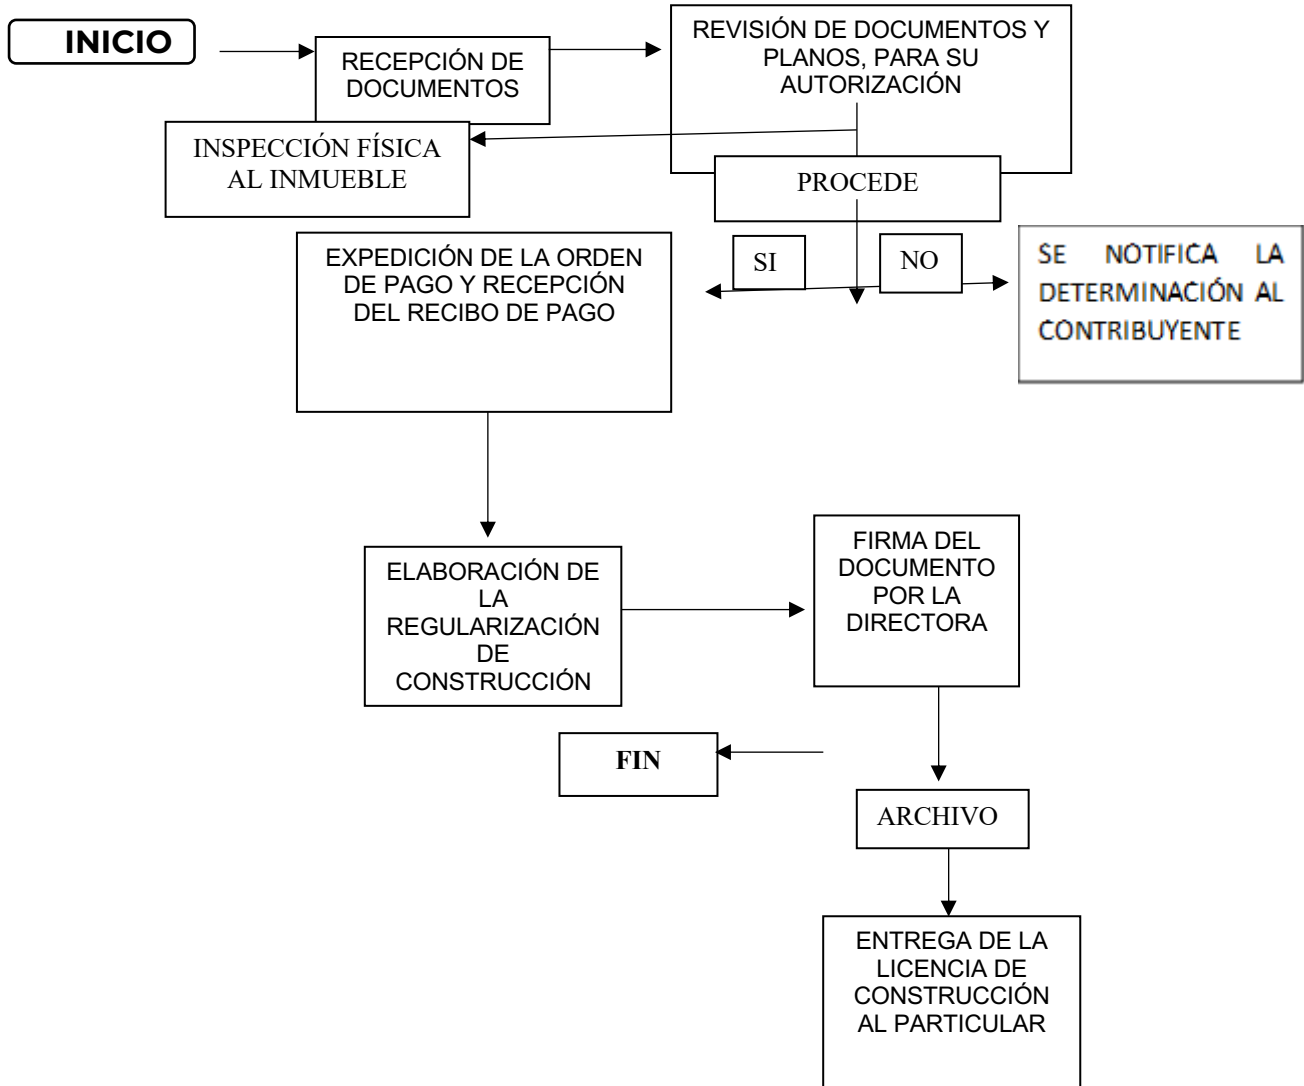 INICIO
RECEPCIÓN DE
DOCUMENTOS
REVISIÓN DE DOCUMENTOS Y
PLANOS, PARA SU
AUTORIZACIÓN
INSPECCIÓN FÍSICA
AL INMUEBLE
PROCEDE
SI
NO
SE NOTIFICA LA
DETERMINACIÓN AL
CONTRIBUYENTE
EXPEDICIÓN DE LA ORDEN
DE PAGO Y RECEPCIÓN
DEL RECIBO DE PAGO
ELABORACIÓN DE
LA
REGULARIZACIÓN
DE
CONSTRUCCIÓN
FIRMA DEL
DOCUMENTO
POR LA
DIRECTORA
FIN
ARCHIVO
ENTREGA DE LA
LICENCIA DE
CONSTRUCCIÓN
AL PARTICULAR